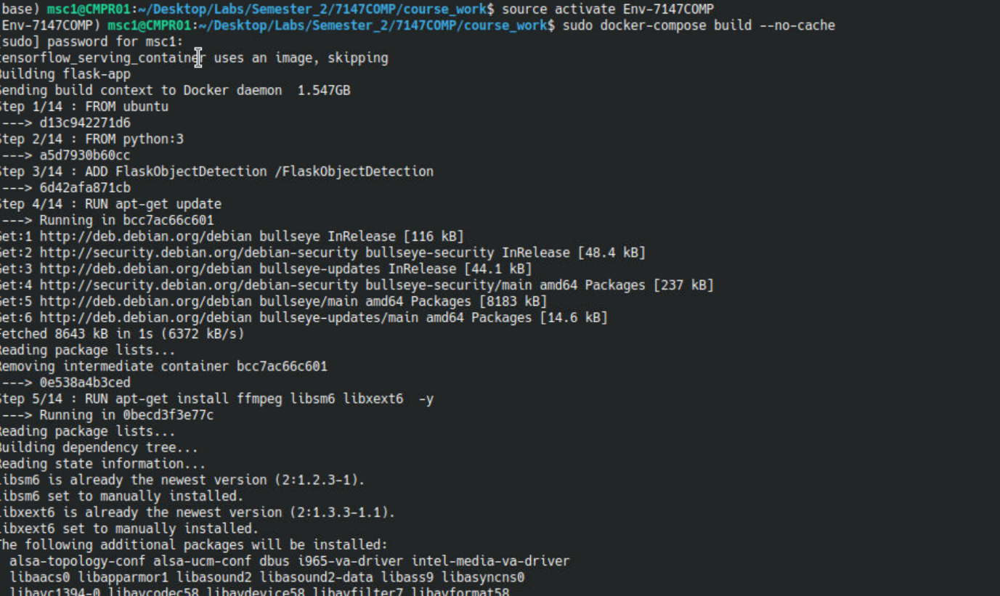 base) msc1@CMPR01:~/Desktop/Labs/Semester_2/7147COMP/course_work$ source activate Env-7147COMP
Env-7147COMP) msc1@CMPR01:~/Desktop/Labs/Semester_2/7147COMP/course_work$ sudo docker-compose build --no-cache
[sudo] password for msc1:
tensorflow_serving_container uses an image, skipping
Building flask-app
Sending build context to Docker daemon  1.547GB
Step 1/14 : FROM ubuntu
---> d13c942271d6
Step 2/14 : FROM python:3
---> a5d7930b60cc
Step 3/14 : ADD FlaskObjectDetection /FlaskObjectDetection
---> 6d42afa871cb
Step 4/14 : RUN apt-get update
---> Running in bcc7ac66c601
Get:1 http://deb.debian.org/debian bullseye InRelease [116 kB]
Get:2 http://security.debian.org/debian-security bullseye-security InRelease [48.4 kB]
Get:3 http://deb.debian.org/debian bullseye-updates InRelease [44.1 kB]
Get:4 http://security.debian.org/debian-security bullseye-security/main amd64 Packages [237 kB]
Get:5 http://deb.debian.org/debian bullseye/main amd64 Packages [8183 kB]
Get:6 http://deb.debian.org/debian bullseye-updates/main amd64 Packages [14.6 kB]
Fetched 8643 kB in 1s (6372 kB/s)
Reading package lists...
Removing intermediate container bcc7ac66c601
---> 0e538a4b3ced
Step 5/14 : RUN apt-get install ffmpeg libsm6 libxext6  -y
---> Running in 0becd3f3e77c
Reading package lists...
Building dependency tree...
Reading state information...
libsm6 is already the newest version (2:1.2.3-1).
libsm6 set to manually installed.
libxext6 is already the newest version (2:1.3.3-1.1).
libxext6 set to manually installed.
The following additional packages will be installed:
alsa-topology-conf alsa-ucm-conf dbus i965-va-driver intel-media-va-driver
libaacs0 libapparmor1 libasound2 libasound2-data libass9 libasyncns0
libavc1394-0 libavcodec58 libavdevice58 libavfilter7 libavformat58